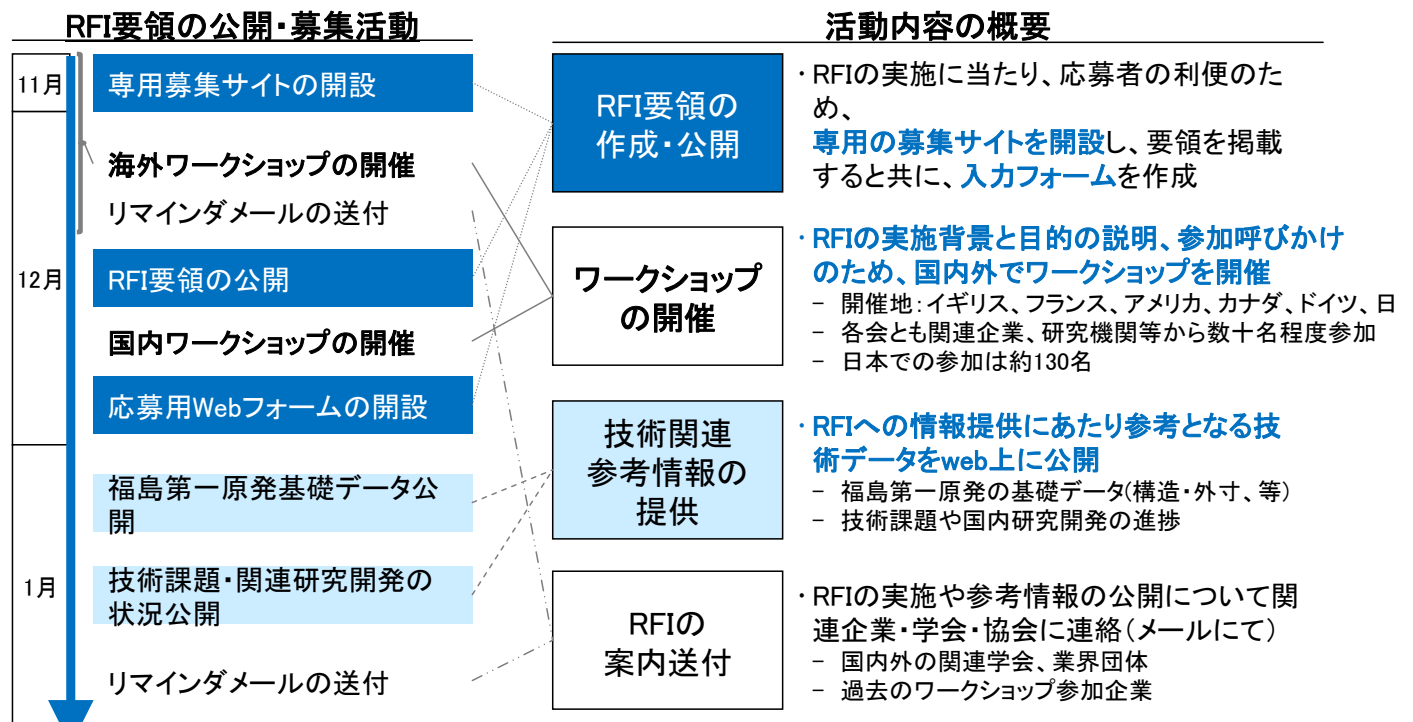 RFI要領の公開・募集活動
11月
専用募集サイトの開設
海外ワークショップの開催
リマインダメールの送付
12月
RFI要領の公開
国内ワークショップの開催
応募用Webフォームの開設
1月
福島第一原発基礎データ公
開
技術課題・関連研究開発の
状況公開
リマインダメールの送付
活動内容の概要
RFI要領の
作成・公開
・RFIの実施に当たり、応募者の利便のた
め、
専用の募集サイトを開設し、要領を掲載
すると共に、入力フォームを作成
ワークショップ
の開催
・RFIの実施背景と目的の説明、参加呼びかけ
のため、国内外でワークショップを開催
− 開催地:イギリス、フランス、アメリカ、カナダ、ドイツ、日
− 各会とも関連企業、研究機関等から数十名程度参加
− 日本での参加は約130名
技術関連
参考情報の
提供
・RFIへの情報提供にあたり参考となる技
術データをweb上に公開
− 福島第一原発の基礎データ(構造・外寸、等)
− 技術課題や国内研究開発の進捗
RFIの
案内送付
・RFIの実施や参考情報の公開について関
連企業・学会・協会に連絡(メールにて)
− 国内外の関連学会、業界団体
− 過去のワークショップ参加企業